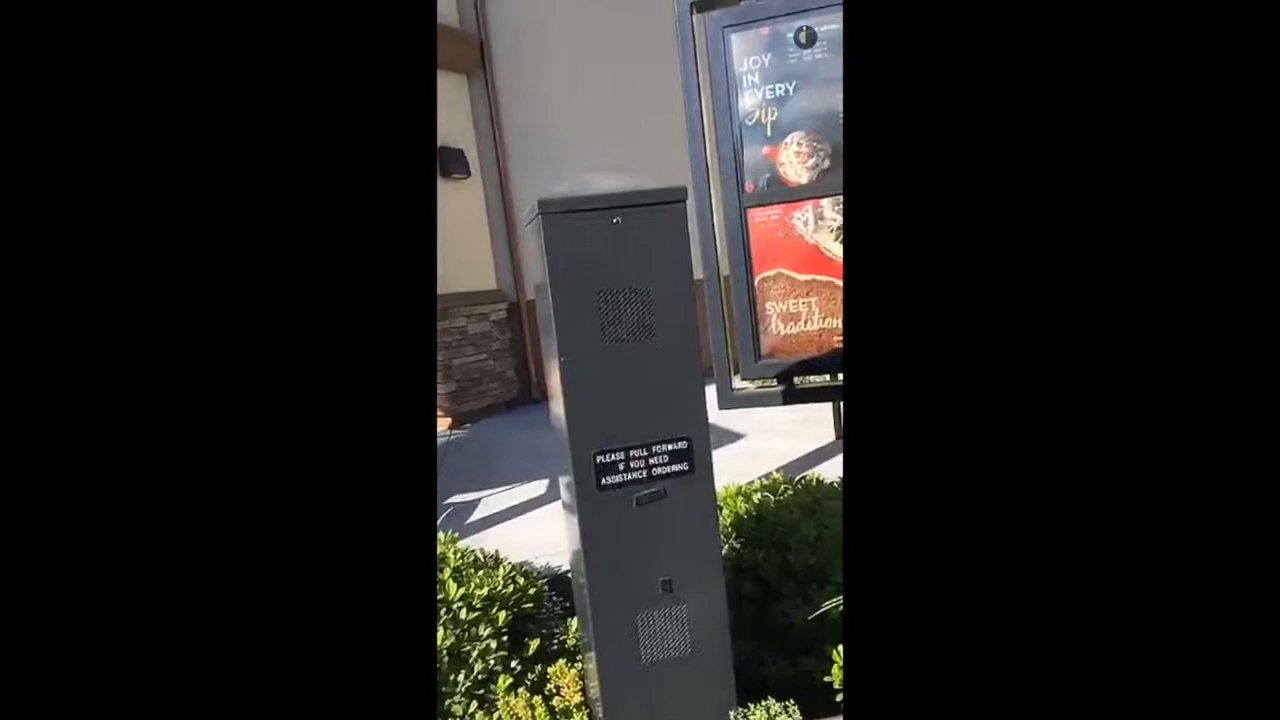 JOY
IN
EVERY
Sip
SWEET
tradition
PLEASE PULL FORWARD
IF YOU NEED
ASSISTANCE ORDERING